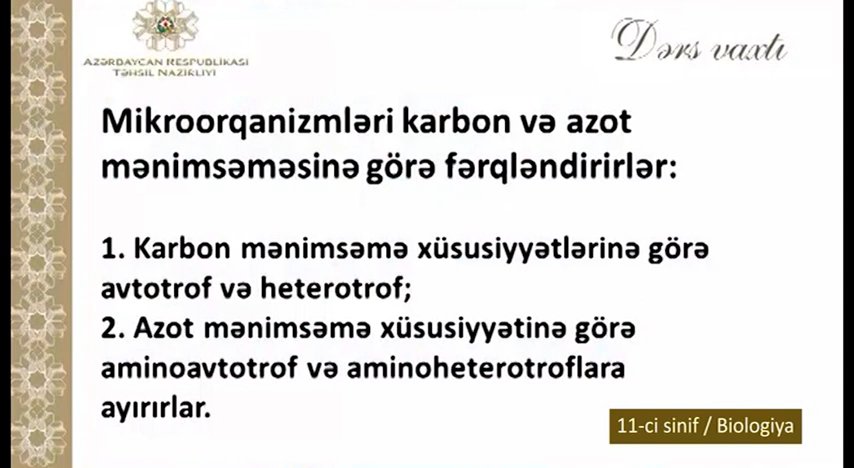 AZƏRBAYCAN RESPUBLİKASI
TƏHSİL NAZİRLİYİ
Dərs vaxtı
Mikroorqanizmləri karbon və azot
mənimsəməsinə görə fərqləndirirlər:
1. Karbon mənimsəmə xüsusiyyətlərinə görə
avtotrof və heterotrof;
2. Azot mənimsəmə xüsusiyyətinə görə
aminoavtotrof və aminoheterotroflara
ayırırlar.
11-ci sinif / Biologiya